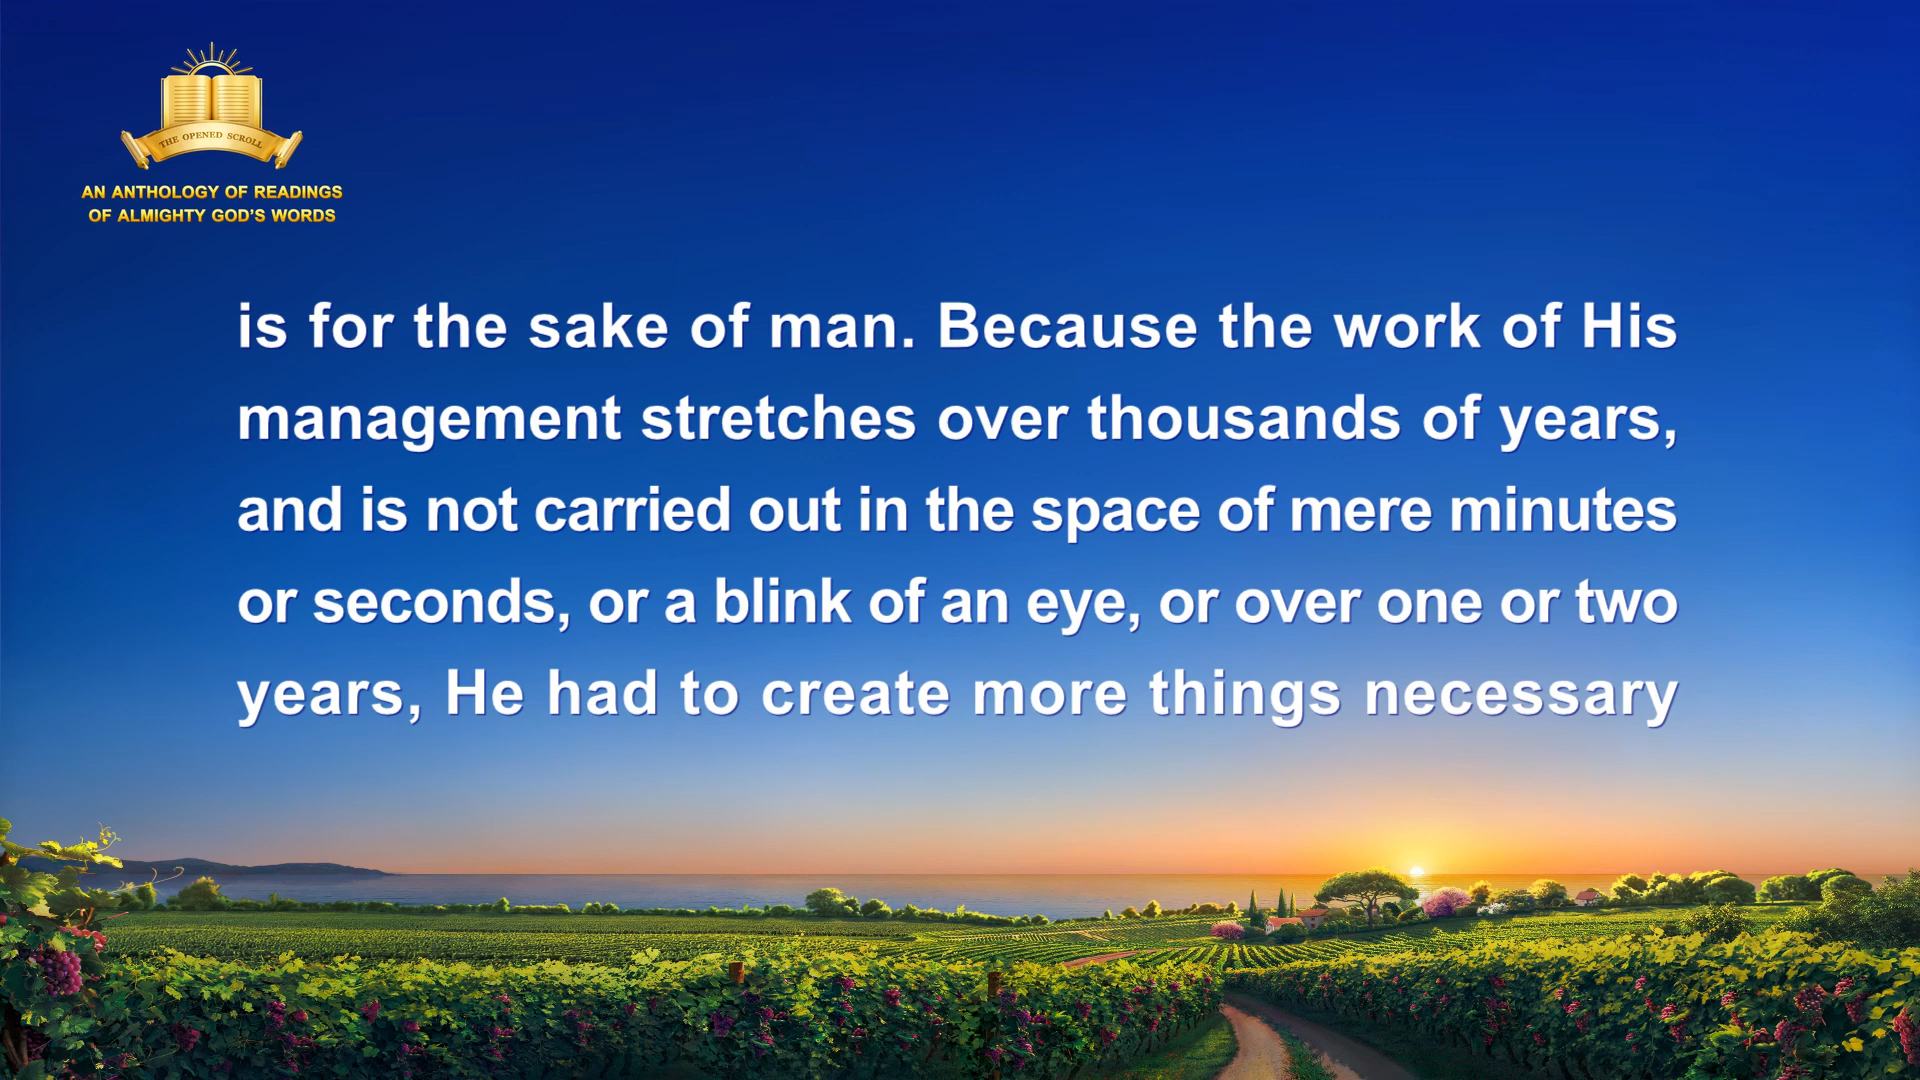 THE OPENED SCROLL
AN ANTHOLOGY OF READINGS
OF ALMIGHTY GOD'S WORDS
is for the sake of man. Because the work of His
management stretches over thousands of years,
and is not carried out in the space of mere minutes
or seconds, or a blink of an eye, or over one or two
years, He had to create more things necessary